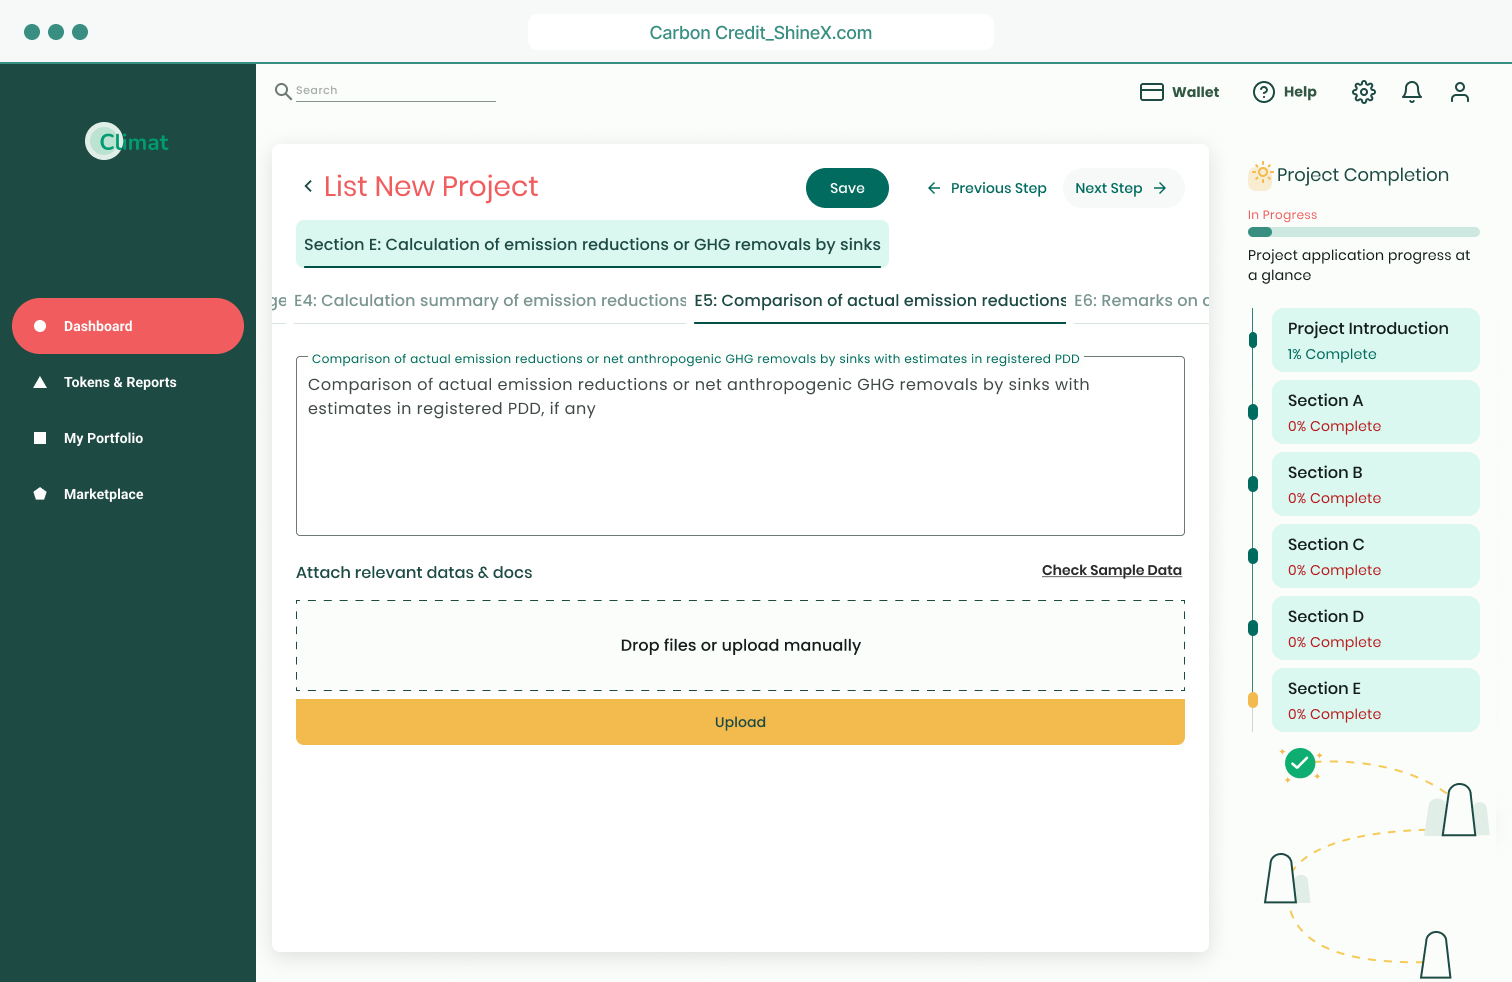 Carbon Credit_ShineX.com
Search
Wallet
Help
Climat
Dashboard
Tokens & Reports
My Portfolio
Marketplace
List New Project
Save
Previous Step
Next Step
Section E: Calculation of emission reductions or GHG removals by sinks
ge
E4: Calculation summary of emission reductions
E5: Comparison of actual emission reductions
E6: Remarks on
Comparison of actual emission reductions or net anthropogenic GHG removals by sinks with estimates in registered PDD
Comparison of actual emission reductions or net anthropogenic GHG removals by sinks with
estimates in registered PDD, if any
Attach relevant datas & docs
Check Sample Data
Drop files or upload manually
Upload
Project Completion
In Progress
Project application progress at
a glance
Project Introduction
1% Complete
Section A
0% Complete
Section B
0% Complete
Section C
0% Complete
Section D
0% Complete
Section E
0% Complete